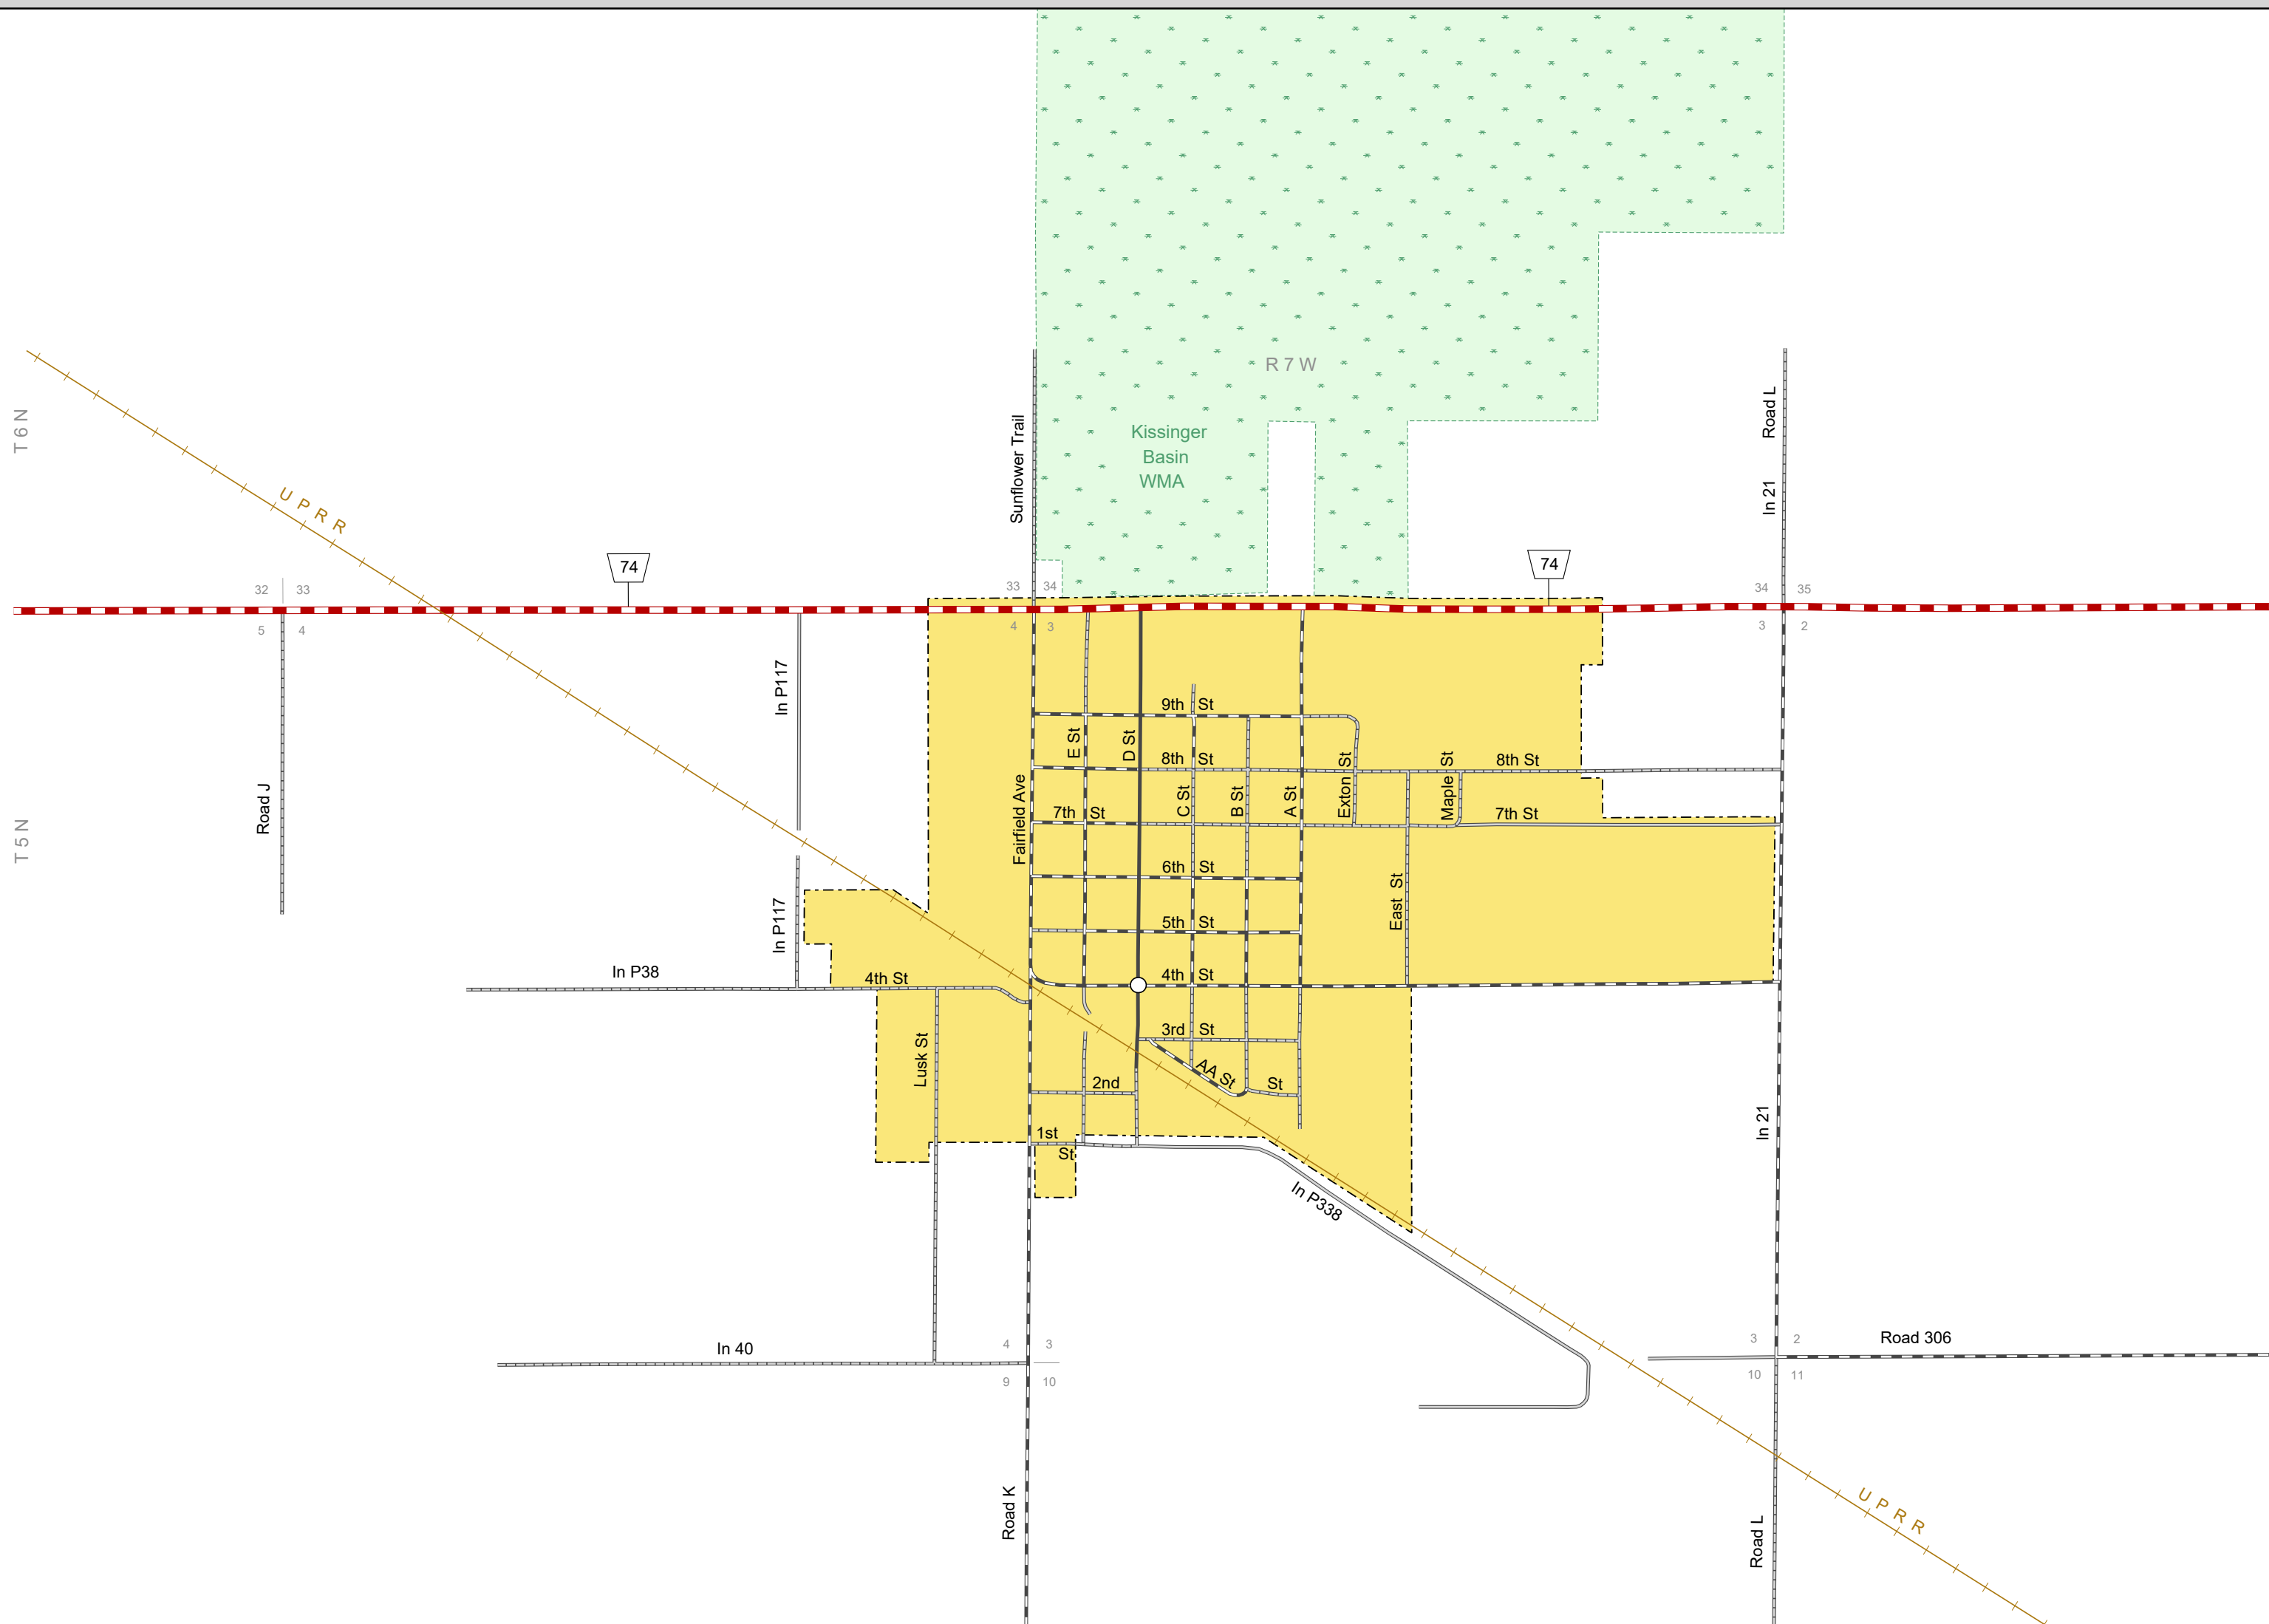 R 7 W
T 6 N
Sunflower Trail
Road L
Kissinger
Basin
WMA
In 21
U P R R
74
74
32 33
33 34
34 35
5 4
4 3
3 2
In P117
9th St
E St
D St
8th St
Exton St
Maple St
8th St
Road J
Fairfield Ave
C St
B St
A St
7th St
7th St
T 5 N
6th St
East St
In P117
5th St
In P38
4th St
4th St
3rd St
Lusk St
AA St
2nd St
In 21
1st
St
In P338
In 40
4 3
9 10
3 2
10 11
Road 306
Road K
Road L
U P R R